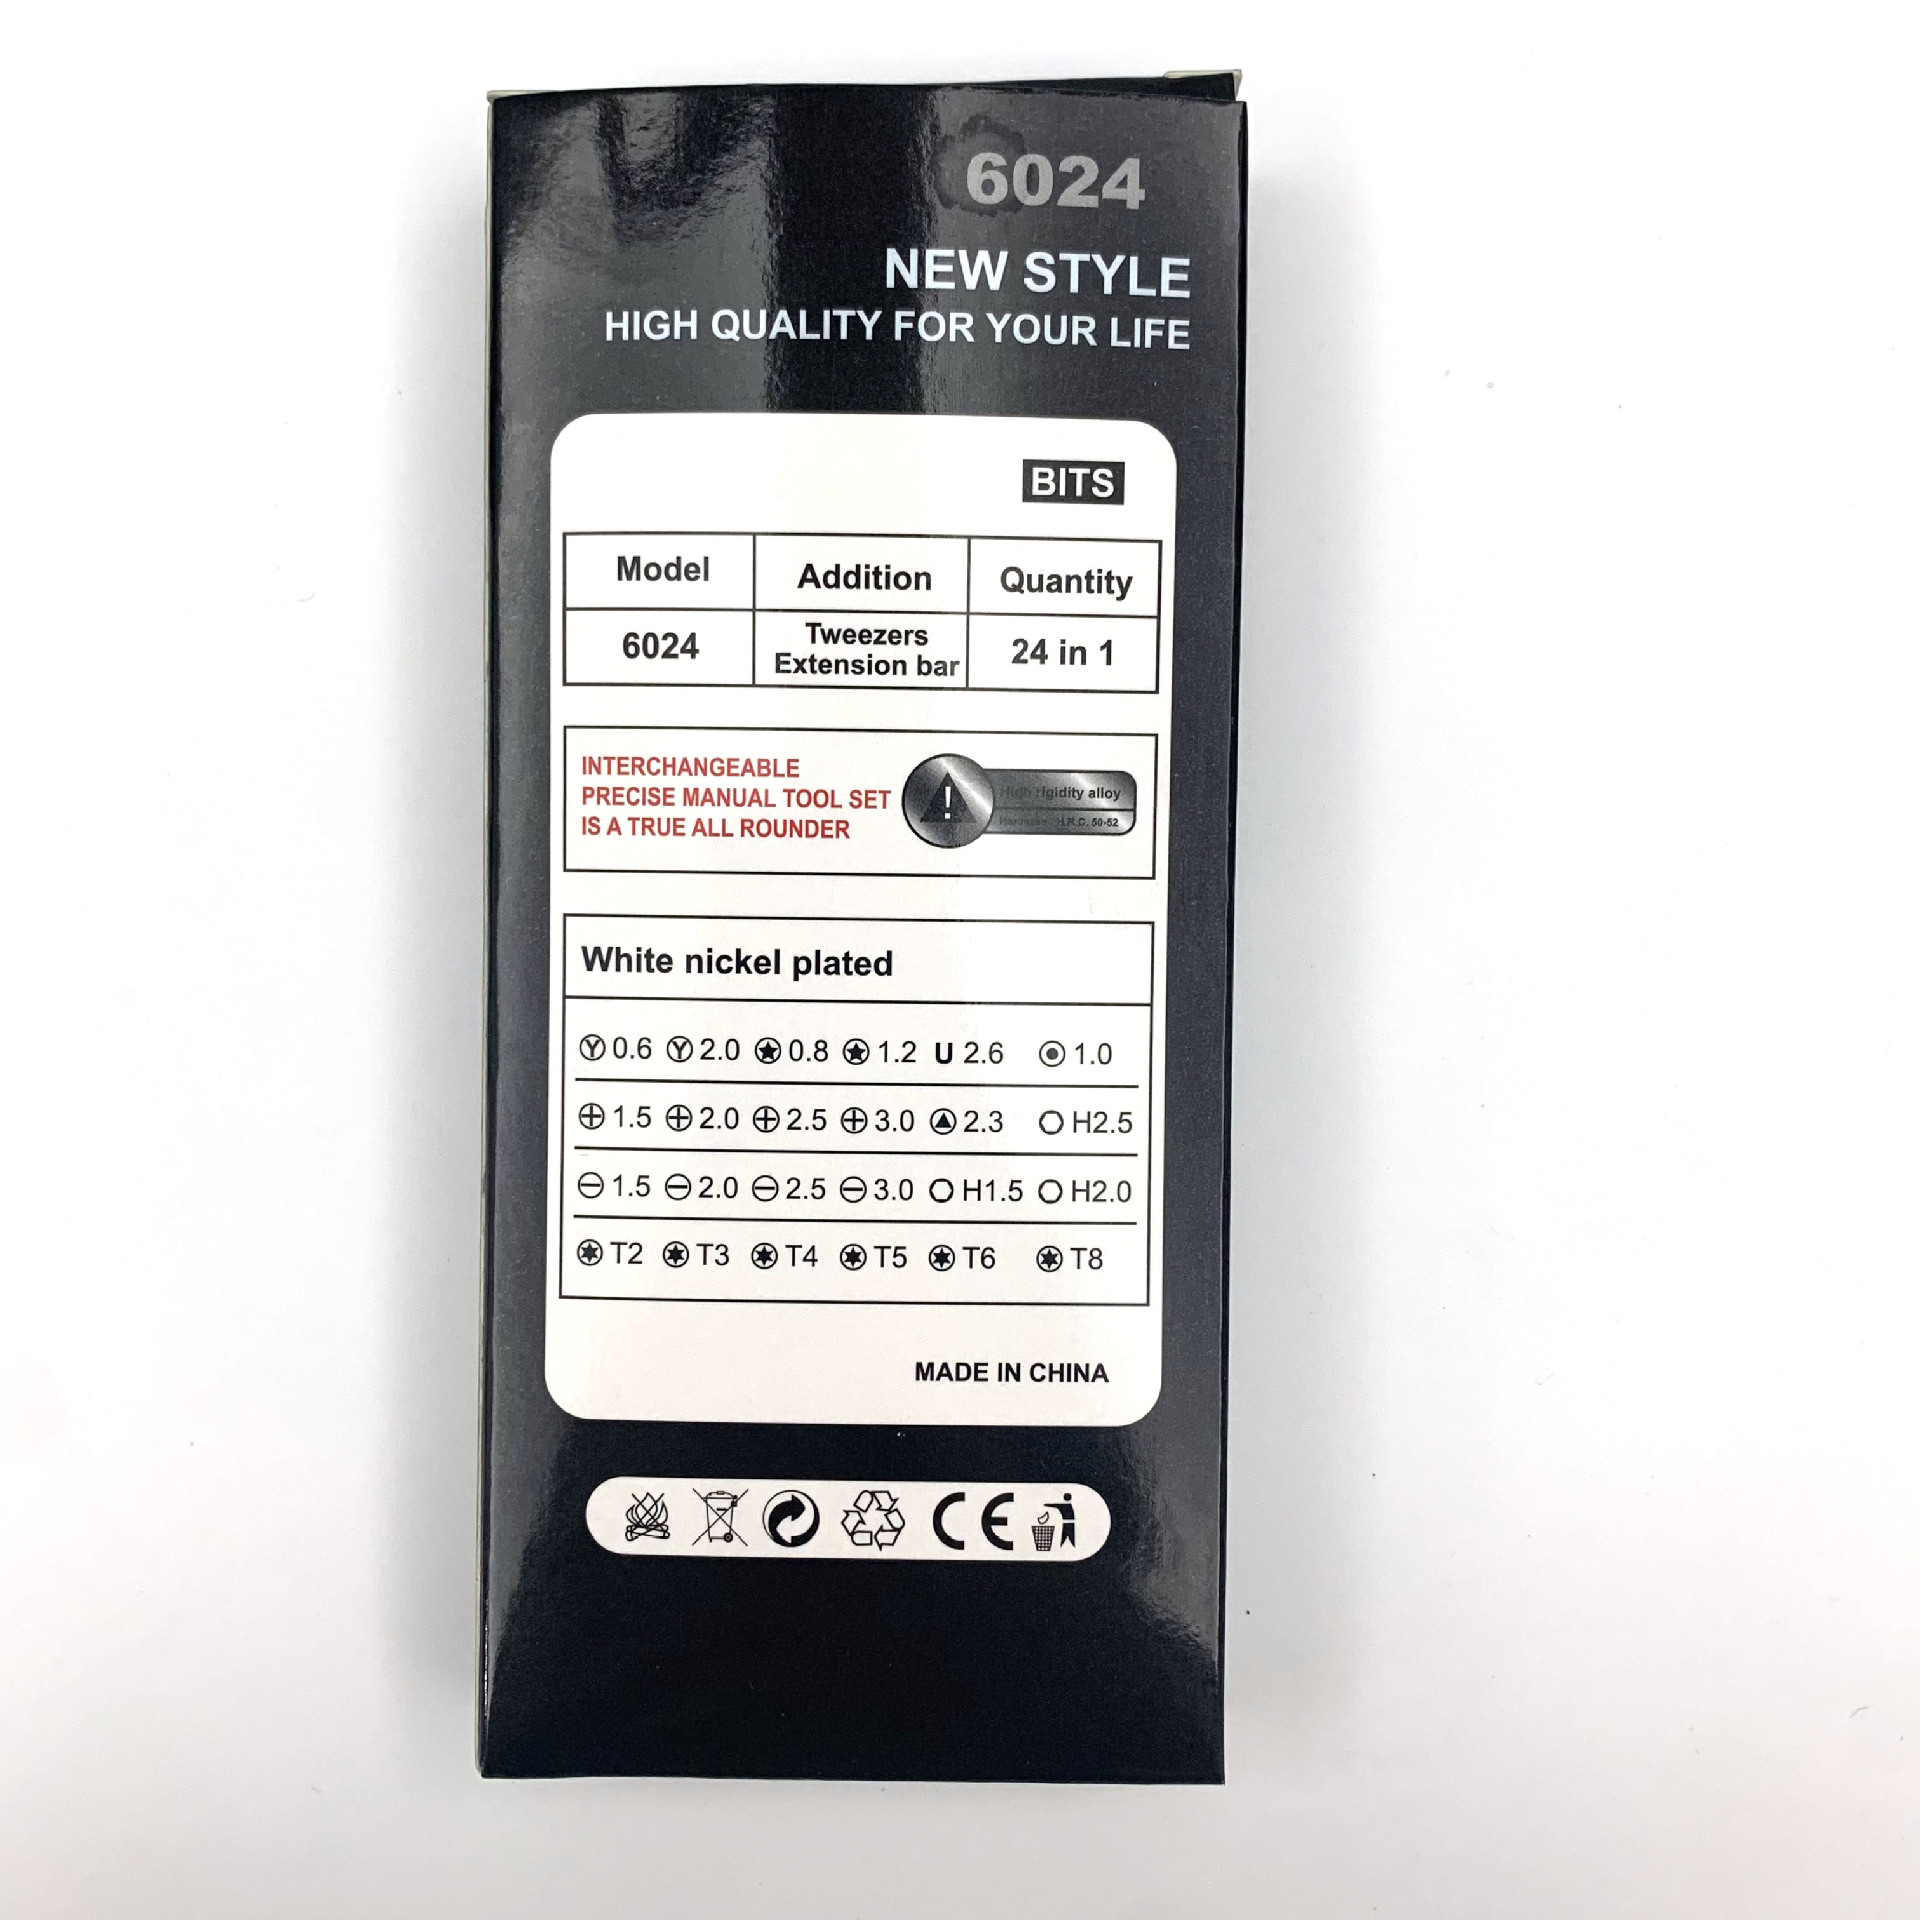 6024
NEW STYLE
HIGH QUALITY FOR YOUR LIFE
BITS
Model Addition Quantity
6024 Tweezers Extension bar 24 in 1
INTERCHANGEABLE
PRECISE MANUAL TOOL SET
IS A TRUE ALL ROUNDER
High rigidity alloy
Hardness H.R.C. 50-52
White nickel plated
Y 0.6 Y 2.0 0.8 1.2 U 2.6 1.0
1.5 2.0 2.5 3.0 2.3 H2.5
1.5 2.0 2.5 3.0 H1.5 H2.0
T2 T3 T4 T5 T6 T8
MADE IN CHINA
CE